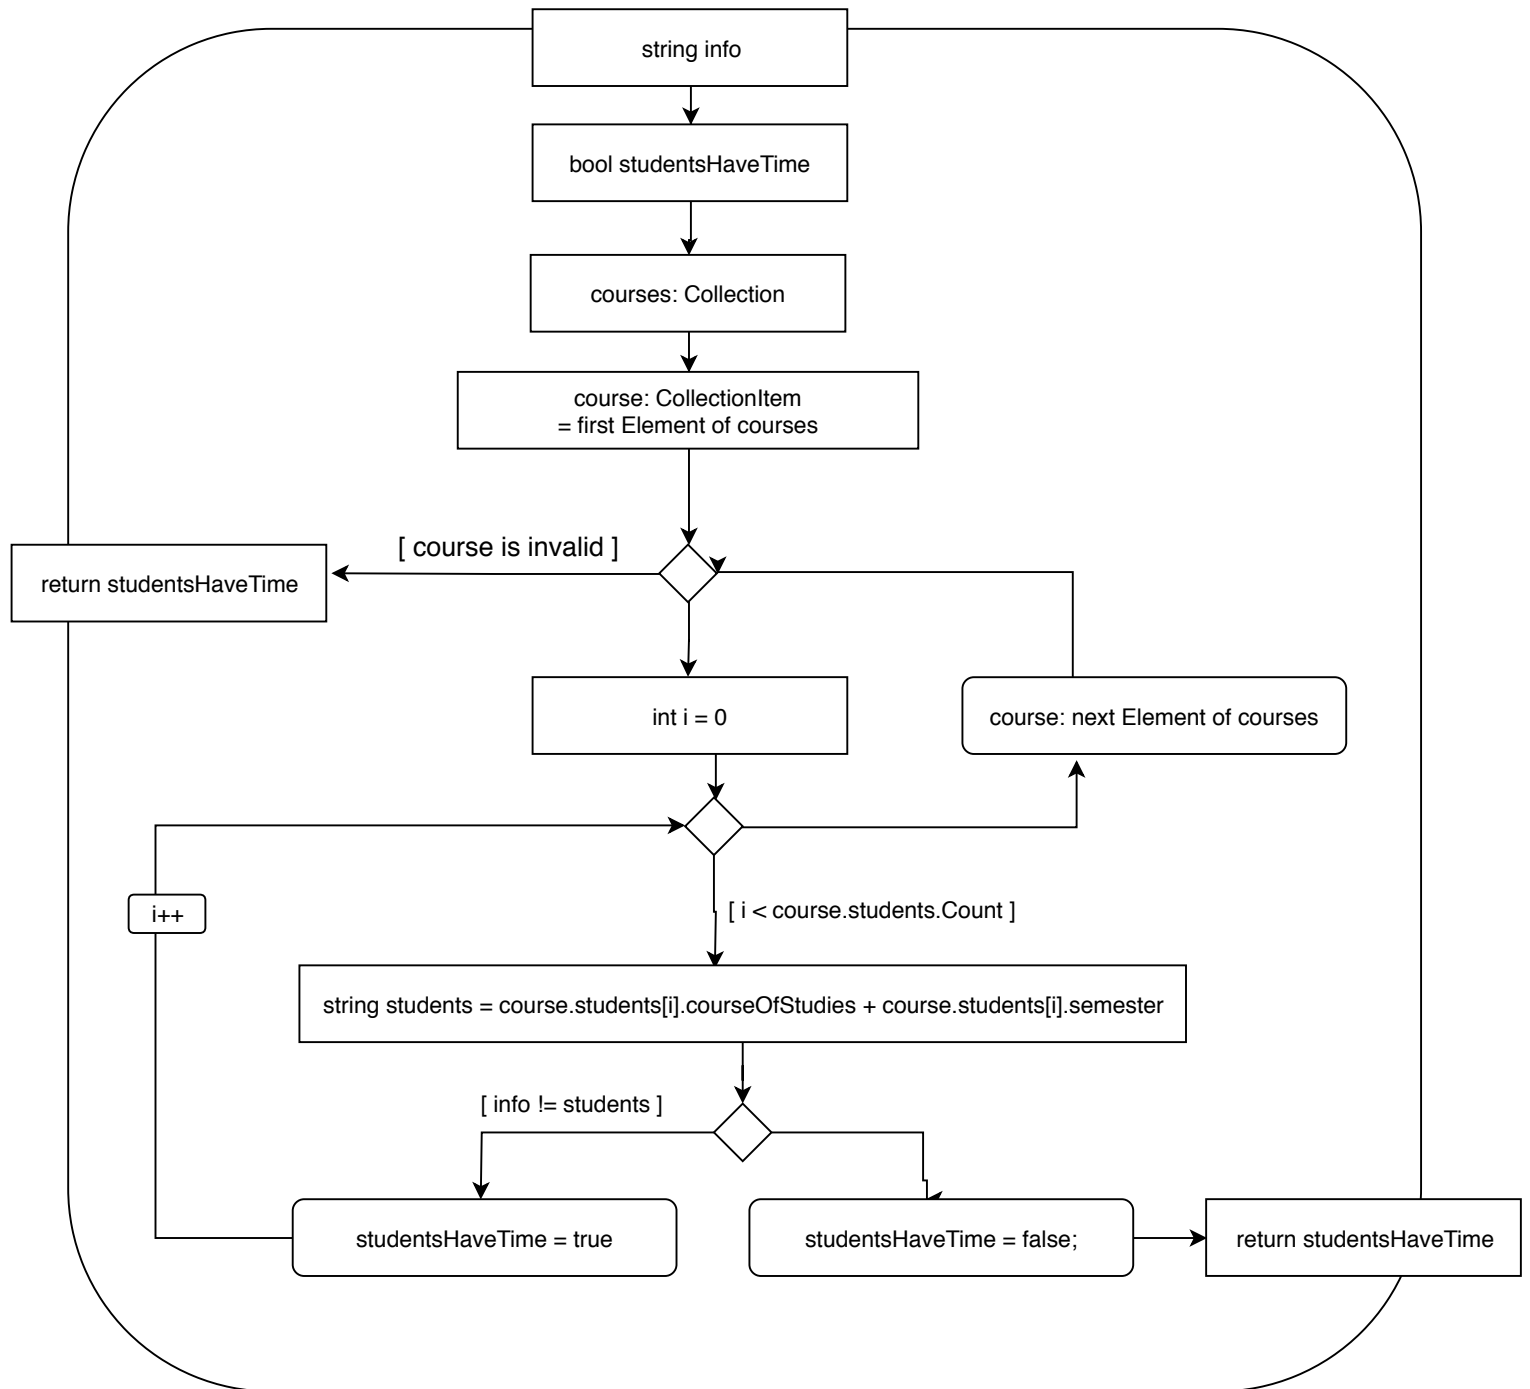 string info
bool studentsHaveTime
courses: Collection
course: CollectionItem
= first Element of courses
[ course is invalid ]
return studentsHaveTime
int i = 0
course: next Element of courses
i++
[ i < course.students.Count ]
string students = course.students[i].courseOfStudies + course.students[i].semester
[ info != students ]
studentsHaveTime = true
studentsHaveTime = false;
return studentsHaveTime